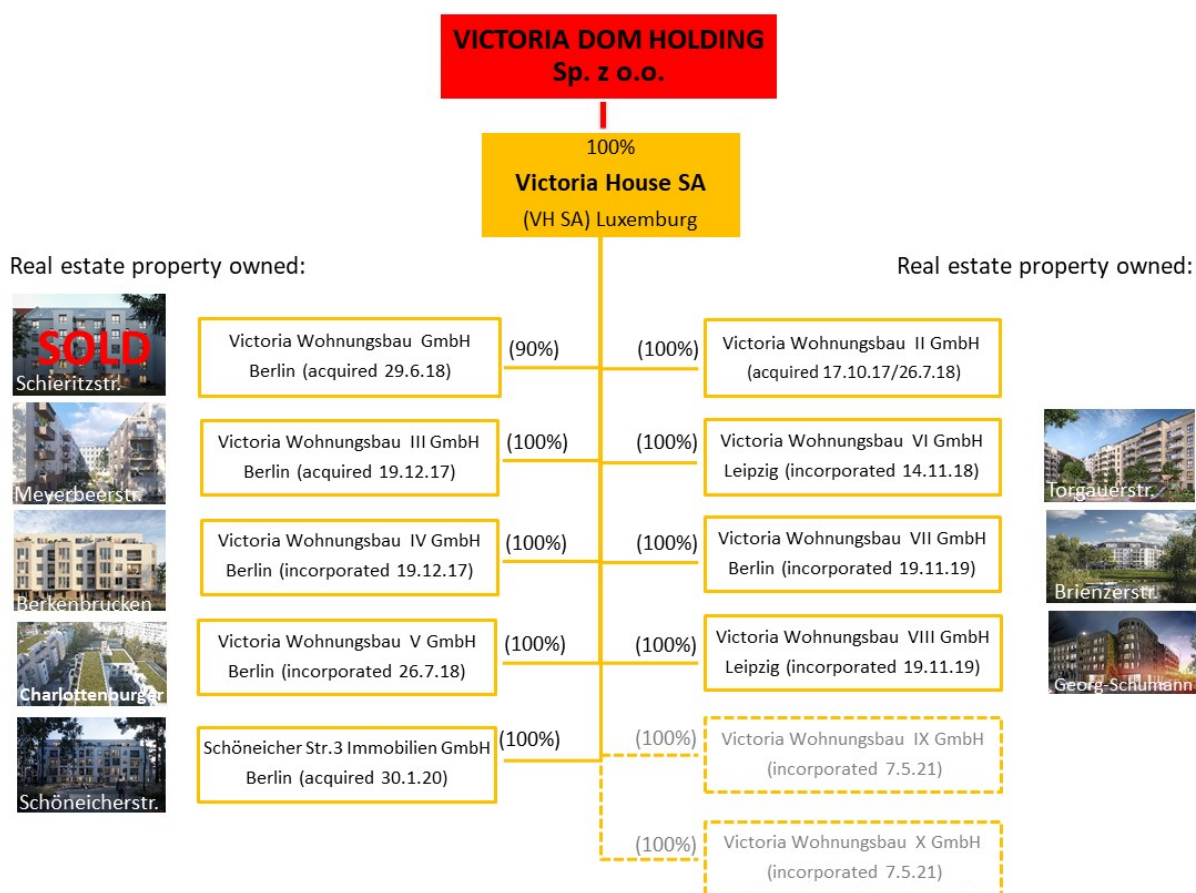 VICTORIA DOM HOLDING
Sp. z o.o.
100%
Victoria House SA
(VH SA) Luxemburg
Real estate property owned:
Real estate property owned:
SOLD
Schieritzstr.
Victoria Wohnungsbau GmbH
Berlin (acquired 29.6.18)
(90%)
(100%)
Victoria Wohnungsbau II GmbH
(acquired 17.10.17/26.7.18)
Meyerbeerstr.
Victoria Wohnungsbau III GmbH
Berlin (acquired 19.12.17)
(100%)
(100%)
Victoria Wohnungsbau VI GmbH
Leipzig (incorporated 14.11.18)
Torgauerstr.
Berkenbrucken
Victoria Wohnungsbau IV GmbH
Berlin (incorporated 19.12.17)
(100%)
(100%)
Victoria Wohnungsbau VII GmbH
Berlin (incorporated 19.11.19)
Brienzerstr.
Charlottenburger
Victoria Wohnungsbau V GmbH
Berlin (incorporated 26.7.18)
(100%)
(100%)
Victoria Wohnungsbau VIII GmbH
Leipzig (incorporated 19.11.19)
Georg-Schumann
Schöneicherstr.
Schöneicher Str.3 Immobilien GmbH
Berlin (acquired 30.1.20)
(100%)
(100%)
Victoria Wohnungsbau IX GmbH
(incorporated 7.5.21)
(100%)
Victoria Wohnungsbau X GmbH
(incorporated 7.5.21)